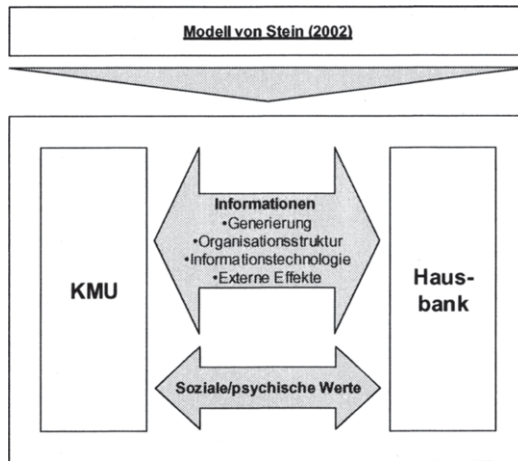 Modell von Stein (2002)
KMU
Informationen
•Generierung
•Organisationsstruktur
•Informationstechnologie
•Externe Effekte
Haus-
bank
Soziale/psychische Werte